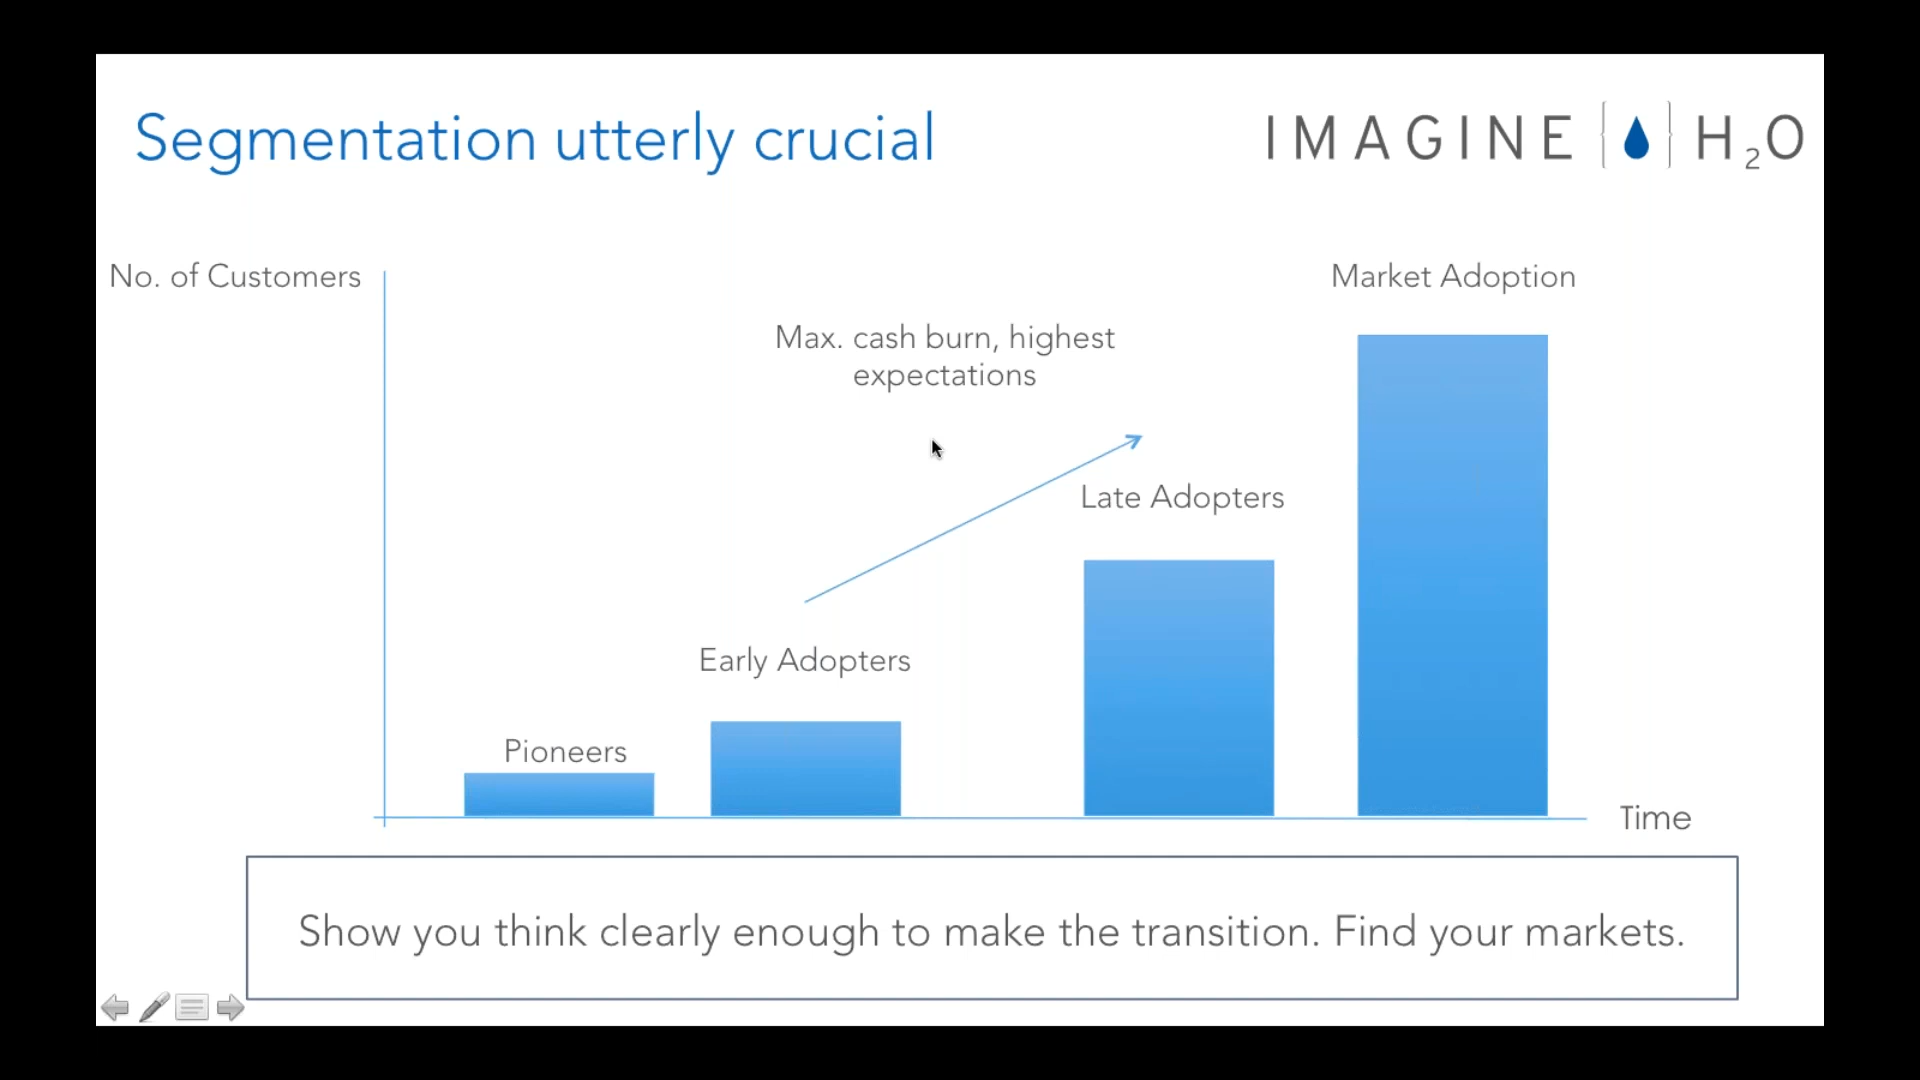 Segmentation utterly crucial
IMAGINE H₂O
No. of Customers
Market Adoption
Max. cash burn, highest
expectations
Late Adopters
Early Adopters
Pioneers
Time
Show you think clearly enough to make the transition. Find your markets.